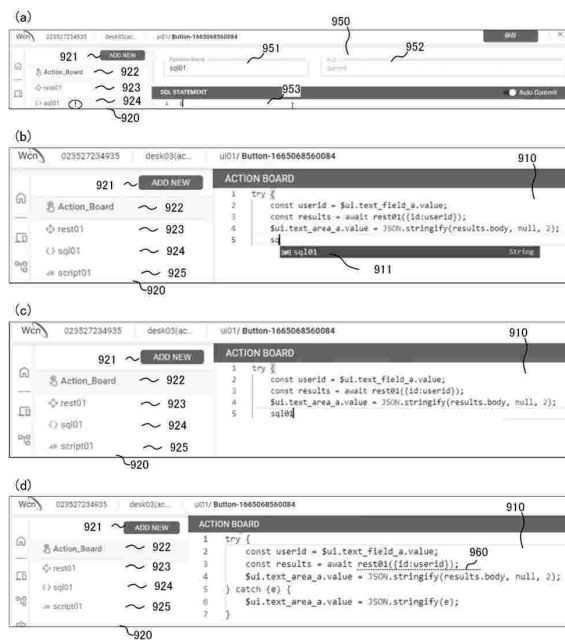 (a)
Wcn 023527234935 desk03(ac... ui01/ Button-1665068560084
950
921 ADD NEW
951
952
Function Name
sql01
Action_Board 922
rest01 923
953
SQL STATEMENT
Auto Commit
sql01 924
1
920
(b)
Wcn 023527234935 desk03(ac... ui01/ Button-1665068560084
910
921 ADD NEW
ACTION BOARD
Action_Board 922
rest01 923
sql01 924
script01 925
920
1 try {
2 const userid = $ui.text_field_a.value;
3 const results = await rest01({id:userid});
4 $ui.text_area_a.value = JSON.stringify(results.body, null, 2);
5 sq
sql01 String
911
(c)
Wcn 023527234935 desk03(ac... ui01/ Button-1665068560084
910
921 ADD NEW
ACTION BOARD
Action_Board 922
rest01 923
sql01 924
script01 925
920
1 try {
2 const userid = $ui.text_field_a.value;
3 const results = await rest01({id:userid});
4 $ui.text_area_a.value = JSON.stringify(results.body, null, 2);
5 sql01
(d)
Wcn 023527234935 desk03(ac... ui01/ Button-1665068560084
910
921 ADD NEW
ACTION BOARD
Action_Board 922
rest01 923
sql01 924
script01 925
920
1 try {
2 const userid = $ui.text_field_a.value;
3 const results = await rest01({id:userid}); 960
4 $ui.text_area_a.value = JSON.stringify(results.body, null, 2);
5 } catch (e) {
6 $ui.text_area_a.value = JSON.stringify(e);
7 }